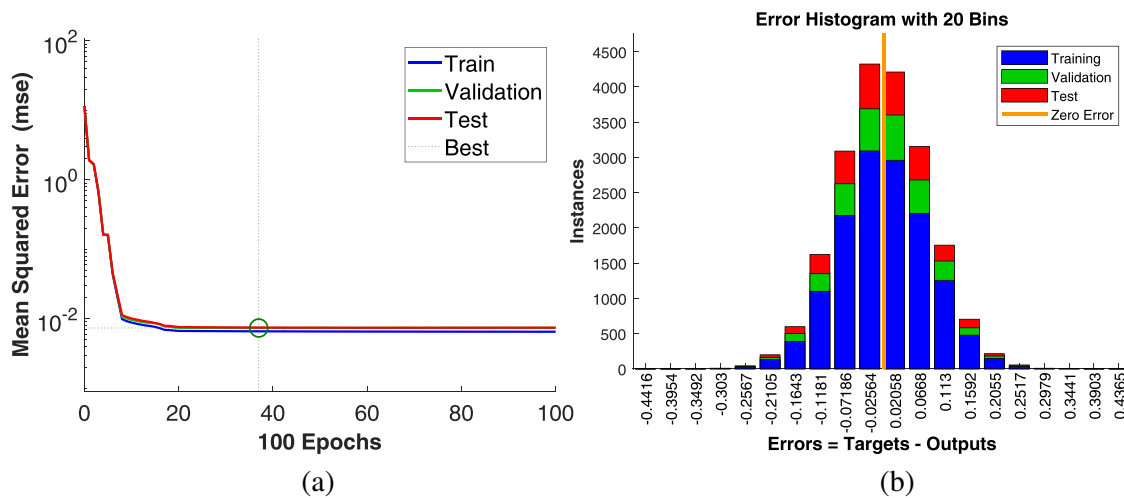 10^2
10^0
10^-2
Mean Squared Error (mse)
Train
Validation
Test
Best
0 20 40 60 80 100
100 Epochs
(a)
Error Histogram with 20 Bins
4500
4000
3500
3000
2500
2000
1500
1000
500
0
Instances
Training
Validation
Test
Zero Error
-0.4416
-0.3954
-0.3492
-0.303
-0.2567
-0.2105
-0.1643
-0.1181
-0.07186
-0.02564
0.02058
0.0668
0.113
0.1592
0.2055
0.2517
0.2979
0.3441
0.3903
0.4365
Errors = Targets - Outputs
(b)